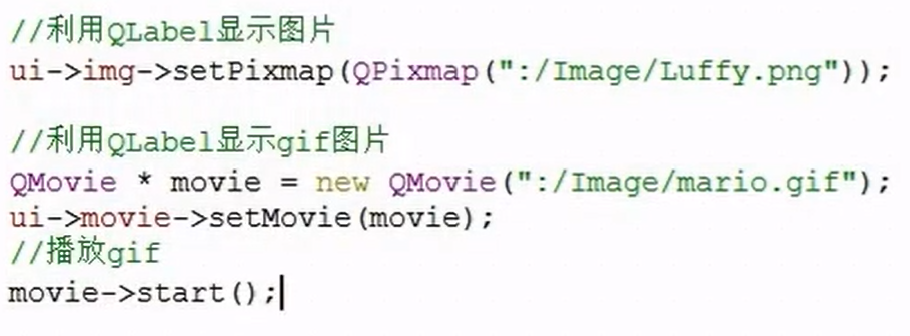 //利用QLabel显示图片
ui->img->setPixmap(QPixmap(":/Image/Luffy.png"));
//利用QLabel显示gif图片
QMovie * movie = new QMovie(":/Image/mario.gif");
ui->movie->setMovie(movie);
//播放gif
movie->start();